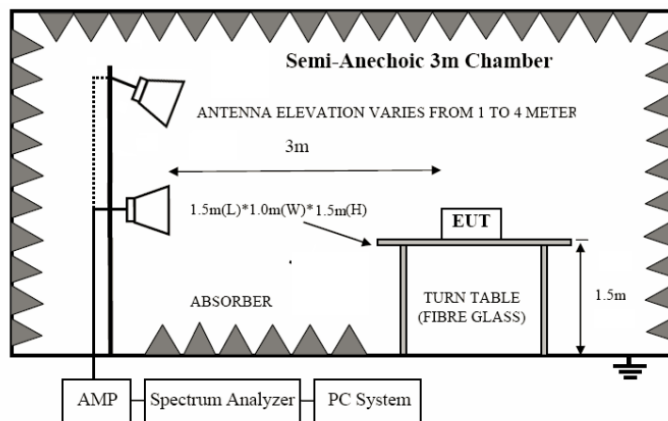 Semi-Anechoic 3m Chamber
ANTENNA ELEVATION VARIES FROM 1 TO 4 METER
3m
1.5m(L)*1.0m(W)*1.5m(H)
EUT
ABSORBER
TURN TABLE
(FIBRE GLASS)
1.5m
AMP
Spectrum Analyzer
PC System